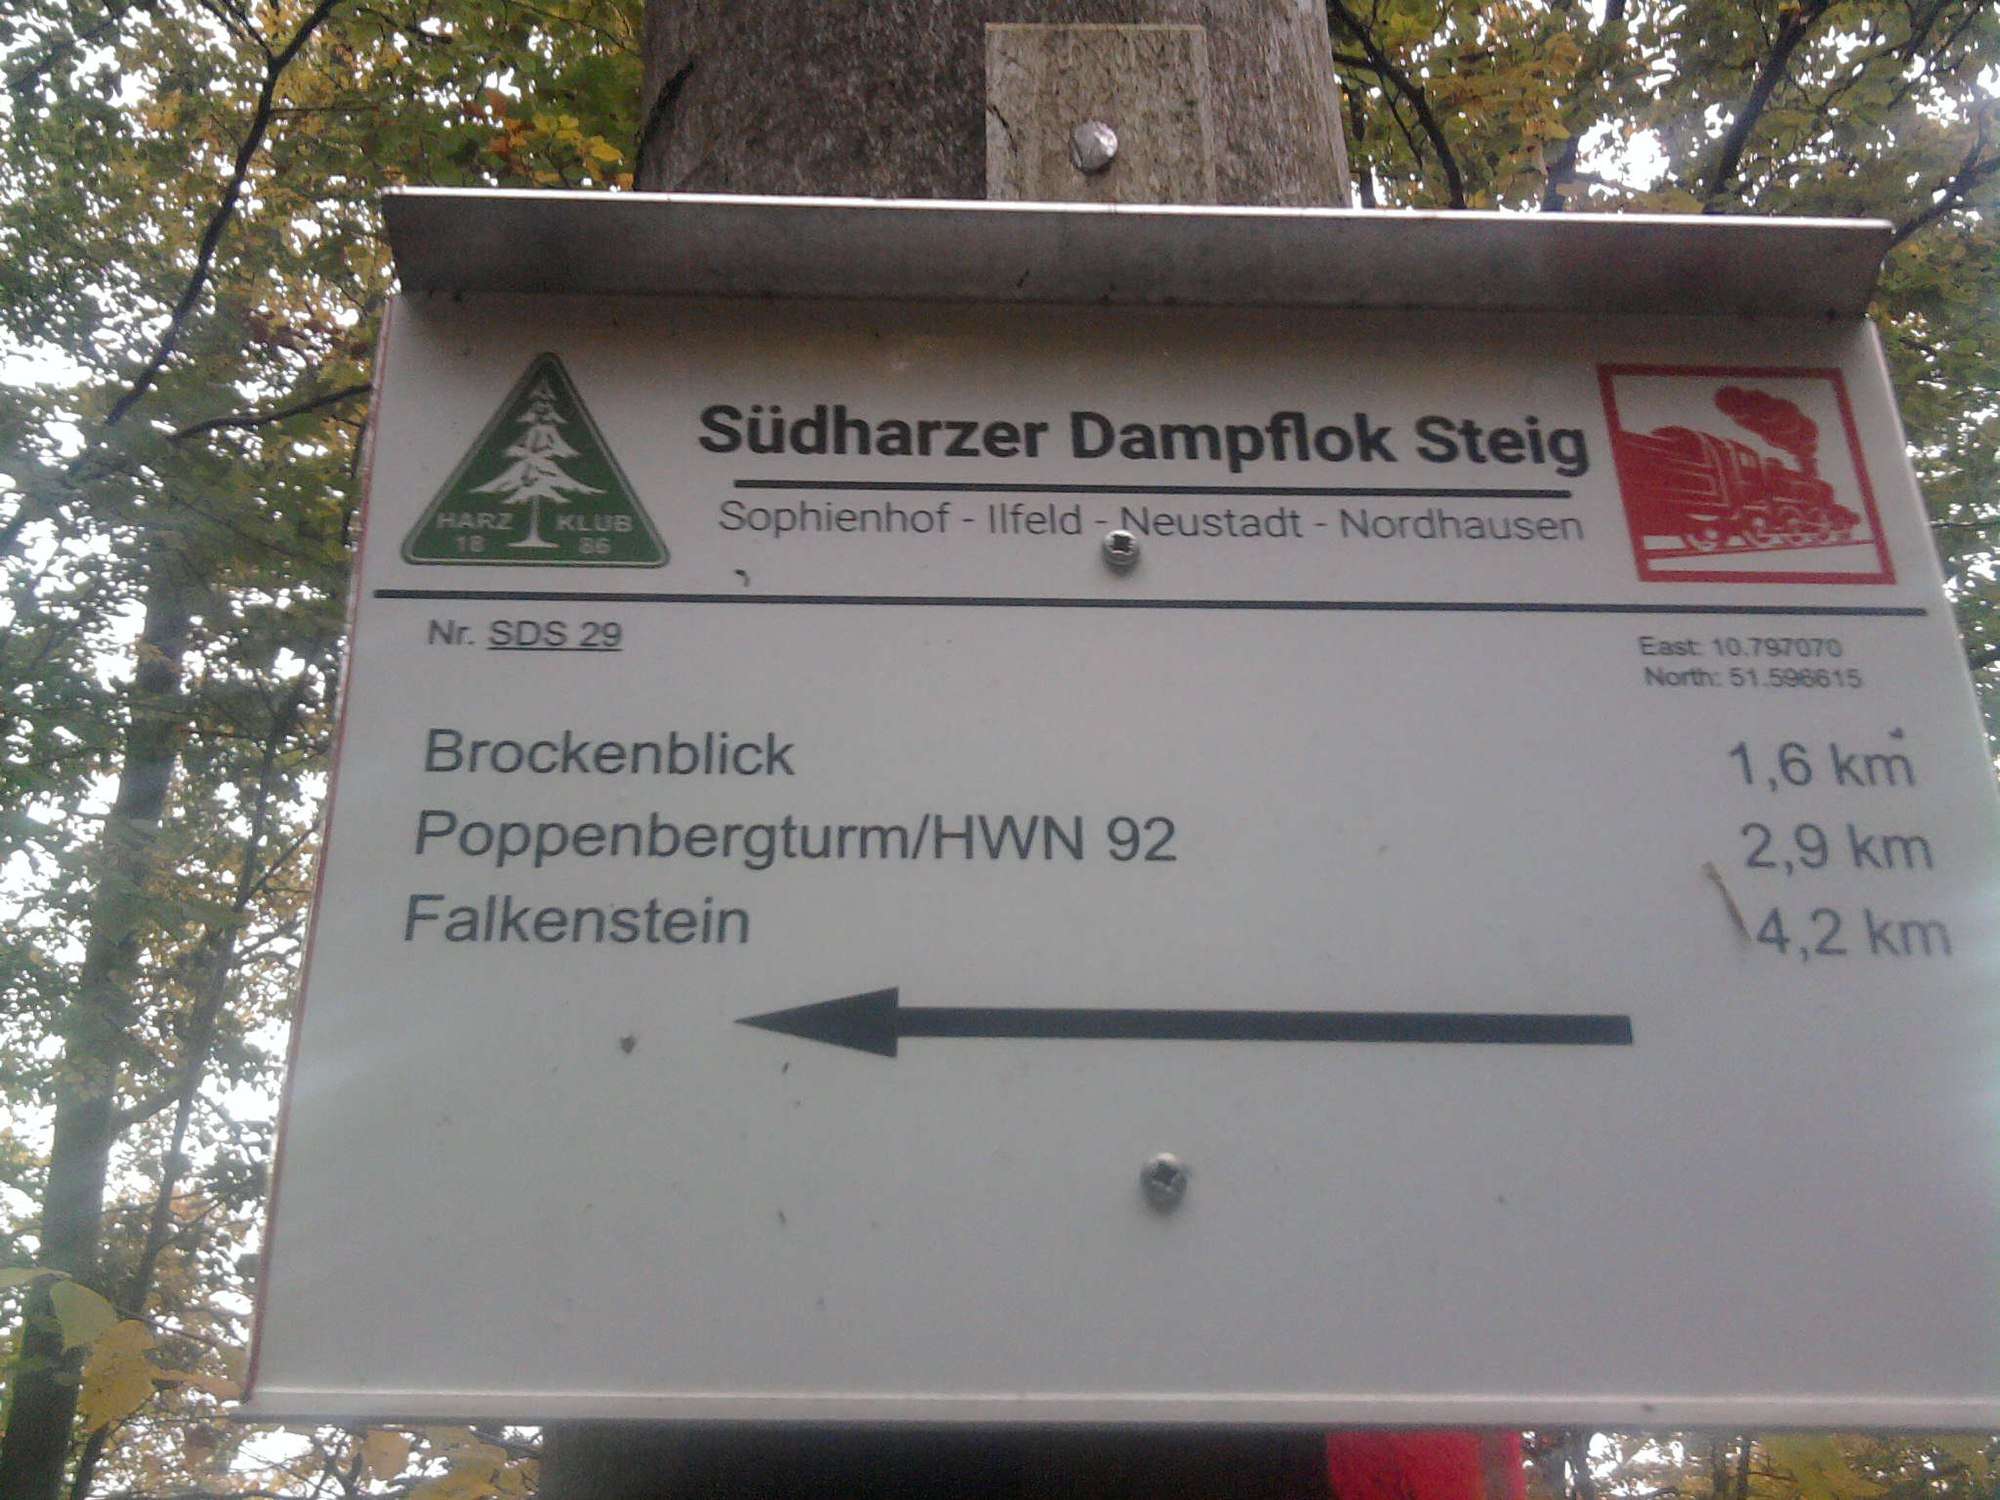 Südharzer Dampflok Steig
Sophienhof - Ilfeld - Neustadt - Nordhausen
HARZ KLUB
18 86
Nr. SDS 29
East: 10.797070
North: 51.596615
Brockenblick 1,6 km
Poppenbergturm/HWN 92 2,9 km
Falkenstein 4,2 km